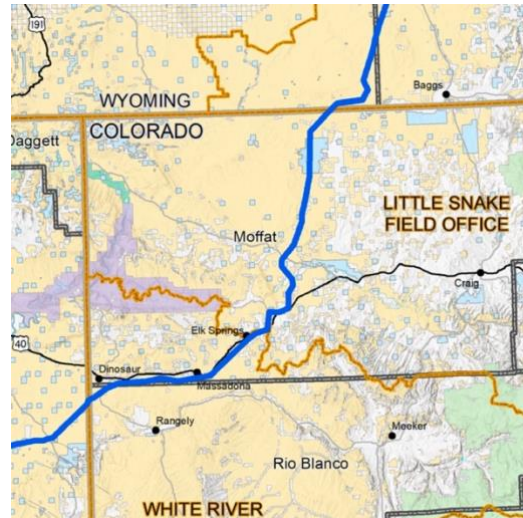 191
WYOMING
Baggs
COLORADO
Daggett
LITTLE SNAKE
FIELD OFFICE
Moffat
Craig
Elk Springs
40
Dinosaur
Massadona
Rangely
Meeker
Rio Blanco
WHITE RIVER